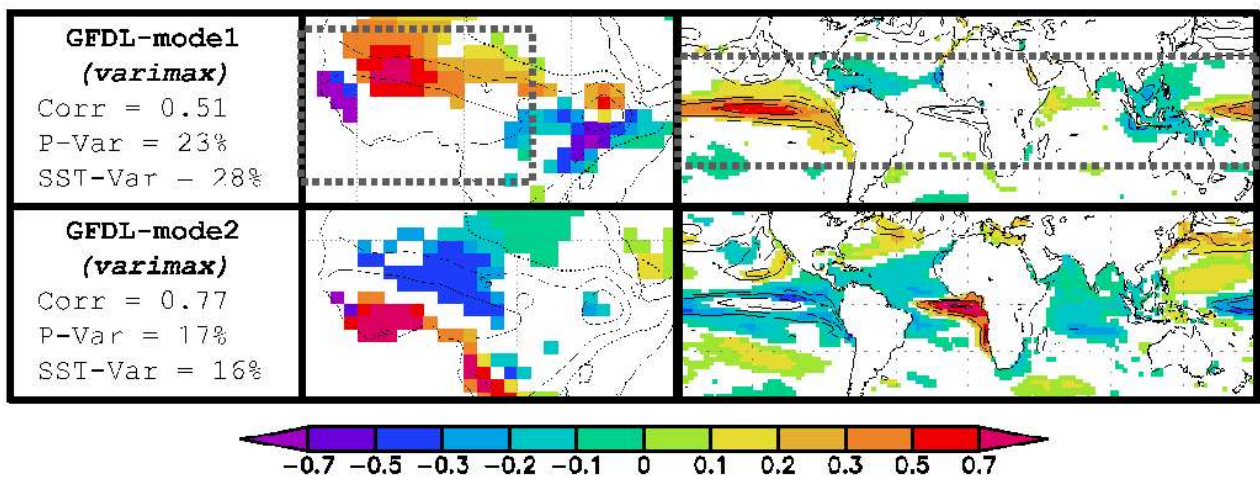 GFDL-mode1
(varimax)
Corr = 0.51
P-Var = 23%
SST-Var = 28%
GFDL-mode2
(varimax)
Corr = 0.77
P-Var = 17%
SST-Var = 16%
-0.7 -0.5 -0.3 -0.2 -0.1 0 0.1 0.2 0.3 0.5 0.7